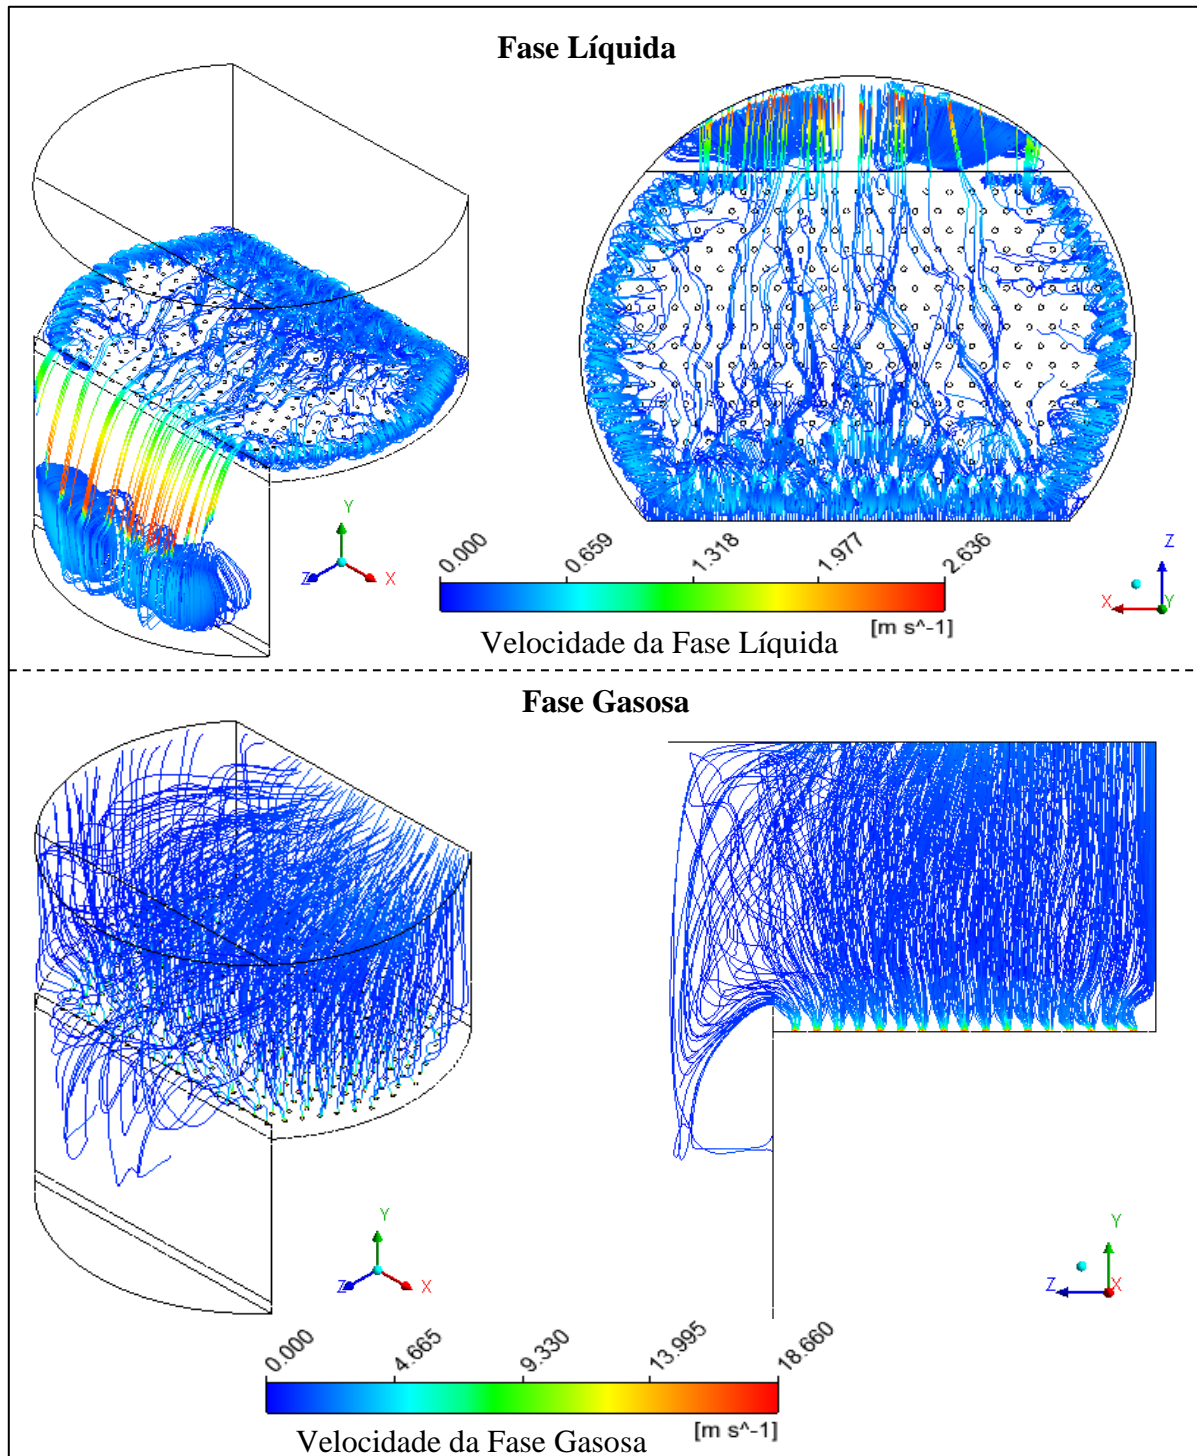 Fase Líquida
Y
Z
X
0.000
0.659
1.318
1.977
2.636
[m s^-1]
Velocidade da Fase Líquida
Z
X
Y
Fase Gasosa
Y
Z
X
Y
Z
X
0.000
4.665
9.330
13.995
18.660
[m s^-1]
Velocidade da Fase Gasosa